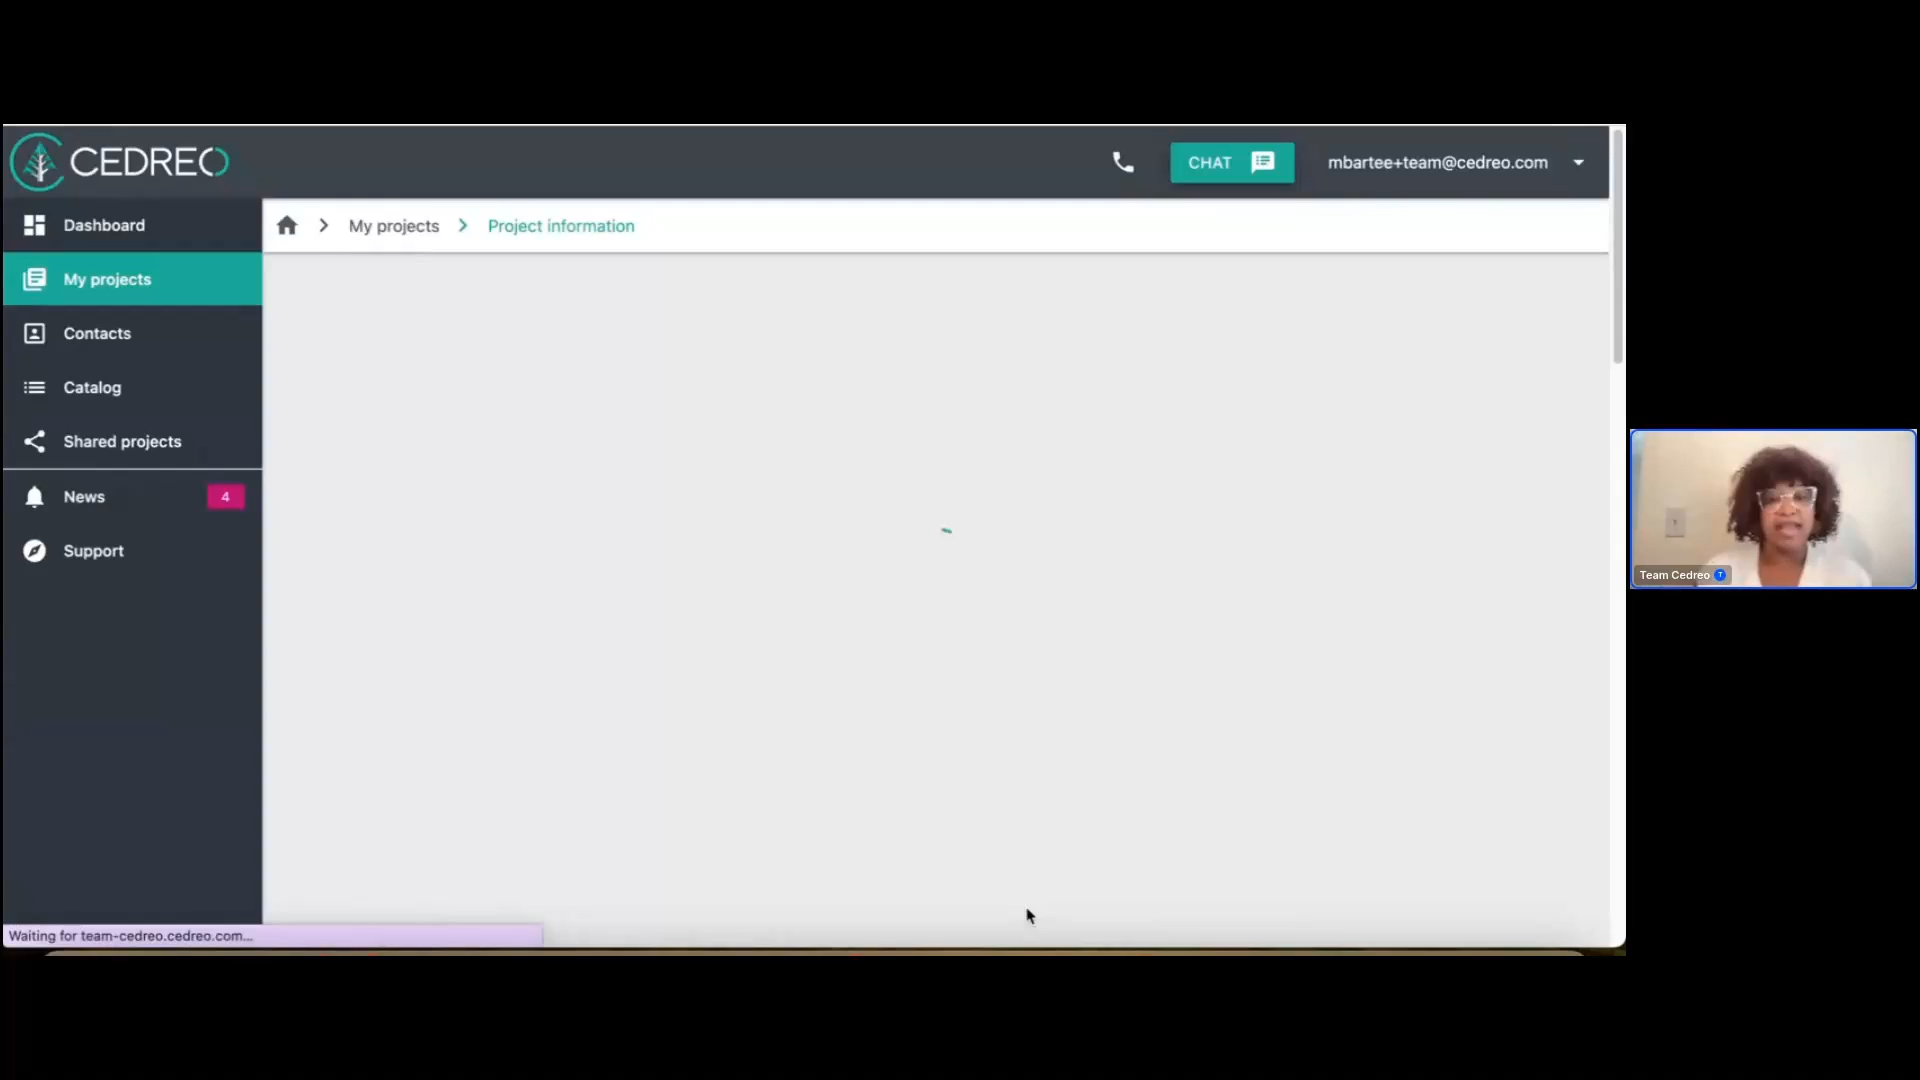 CEDREO
CHAT
mbartee+team@cedreo.com
Dashboard
My projects
Contacts
Catalog
Shared projects
News
4
Support
My projects
Project information
Team Cedreo
T
Waiting for team-cedreo.cedreo.com...